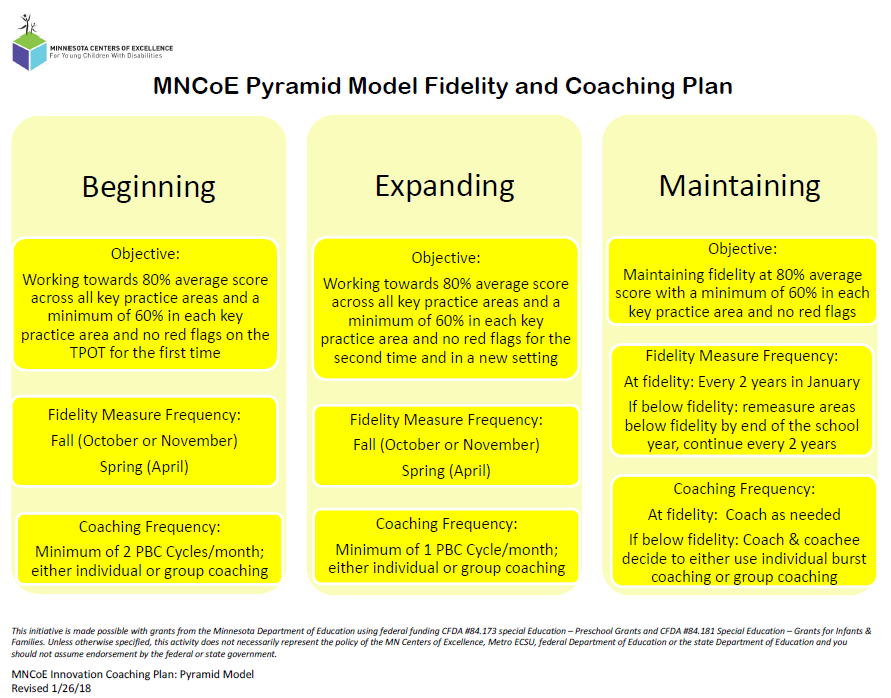 MINNESOTA CENTERS OF EXCELLENCE
For Young Children With Disabilities
MNCoE Pyramid Model Fidelity and Coaching Plan
Beginning
Objective:
Working towards 80% average score
across all key practice areas and a
minimum of 60% in each key
practice area and no red flags on the
TPOT for the first time
Fidelity Measure Frequency:
Fall (October or November)
Spring (April)
Coaching Frequency:
Minimum of 2 PBC Cycles/month;
either individual or group coaching
Expanding
Objective:
Working towards 80% average score
across all key practice areas and a
minimum of 60% in each key
practice area and no red flags for the
second time and in a new setting
Fidelity Measure Frequency:
Fall (October or November)
Spring (April)
Coaching Frequency:
Minimum of 1 PBC Cycle/month;
either individual or group coaching
Maintaining
Objective:
Maintaining fidelity at 80% average
score with a minimum of 60% in each
key practice area and no red flags
Fidelity Measure Frequency:
At fidelity: Every 2 years in January
If below fidelity: remeasure areas
below fidelity by end of the school
year, continue every 2 years
Coaching Frequency:
At fidelity:  Coach as needed
If below fidelity: Coach & coachee
decide to either use individual burst
coaching or group coaching
This initiative is made possible with grants from the Minnesota Department of Education using federal funding CFDA #84.173 special Education – Preschool Grants and CFDA #84.181 Special Education – Grants for Infants &
Families. Unless otherwise specified, this activity does not necessarily represent the policy of the MN Centers of Excellence, Metro ECSU, federal Department of Education or the state Department of Education and you
should not assume endorsement by the federal or state government.
MNCoE Innovation Coaching Plan: Pyramid Model
Revised 1/26/18